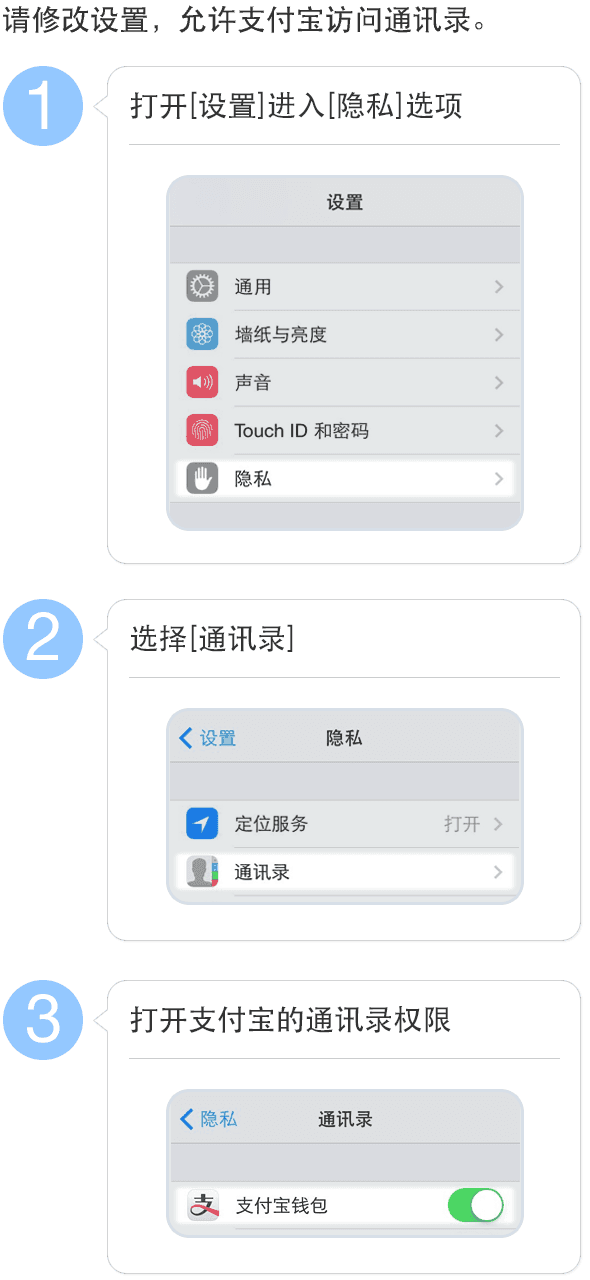 请修改设置，允许支付宝访问通讯录。
1
打开[设置]进入[隐私]选项
设置
通用
墙纸与亮度
声音
Touch ID 和密码
隐私
2
选择[通讯录]
设置 隐私
定位服务 打开
通讯录
3
打开支付宝的通讯录权限
隐私 通讯录
支 支付宝钱包